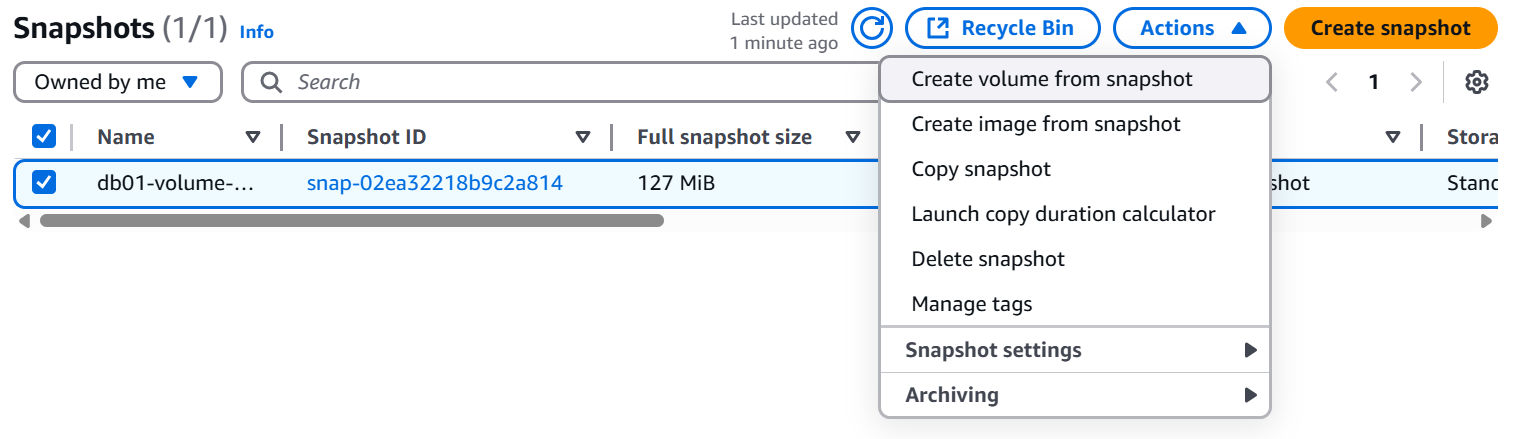 Snapshots (1/1) Info
Last updated
1 minute ago
Recycle Bin
Actions
Create snapshot
Owned by me
Search
1
Name
Snapshot ID
Full snapshot size
Stora
db01-volume-...
snap-02ea32218b9c2a814
127 MiB
shot
Stanc
Create volume from snapshot
Create image from snapshot
Copy snapshot
Launch copy duration calculator
Delete snapshot
Manage tags
Snapshot settings
Archiving